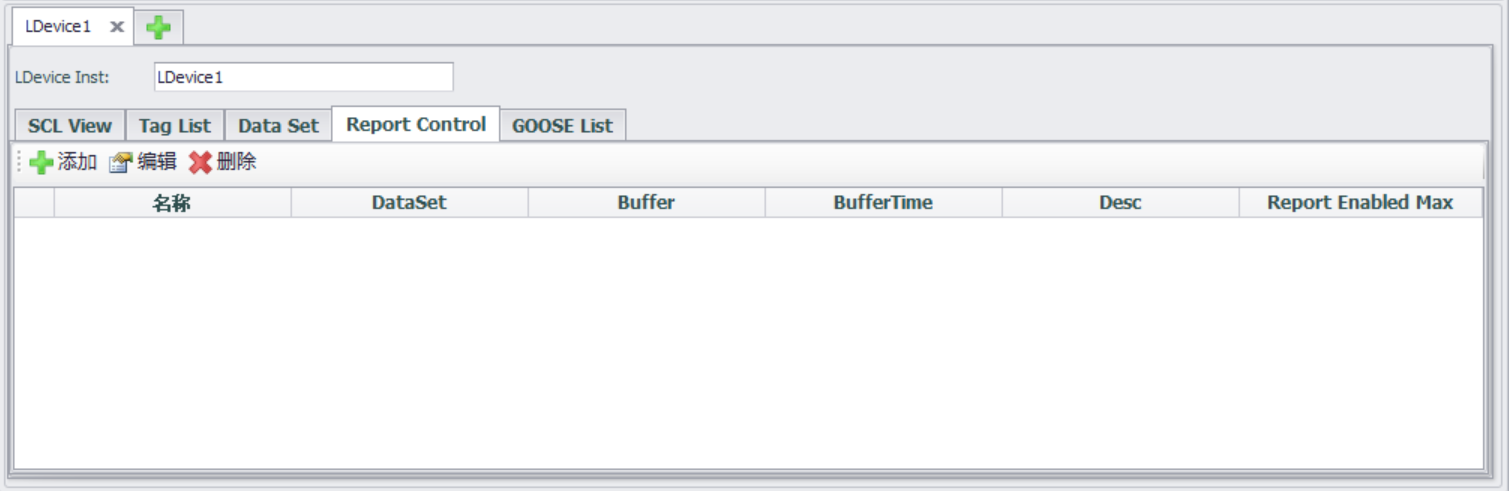 LDevice1
LDevice Inst: LDevice1
SCL View Tag List Data Set Report Control GOOSE List
添加 编辑 删除
名称 DataSet Buffer BufferTime Desc Report Enabled Max